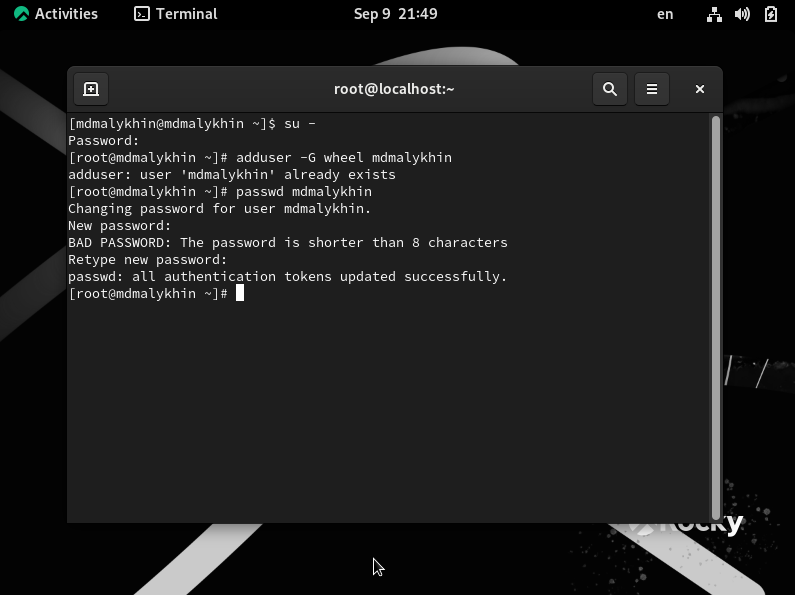 Activities Terminal Sep 9 21:49 en
root@localhost:~
[mdmalykhin@mdmalykhin ~]$ su -
Password:
[root@mdmalykhin ~]# adduser -G wheel mdmalykhin
adduser: user 'mdmalykhin' already exists
[root@mdmalykhin ~]# passwd mdmalykhin
Changing password for user mdmalykhin.
New password:
BAD PASSWORD: The password is shorter than 8 characters
Retype new password:
passwd: all authentication tokens updated successfully.
[root@mdmalykhin ~]#
Rocky